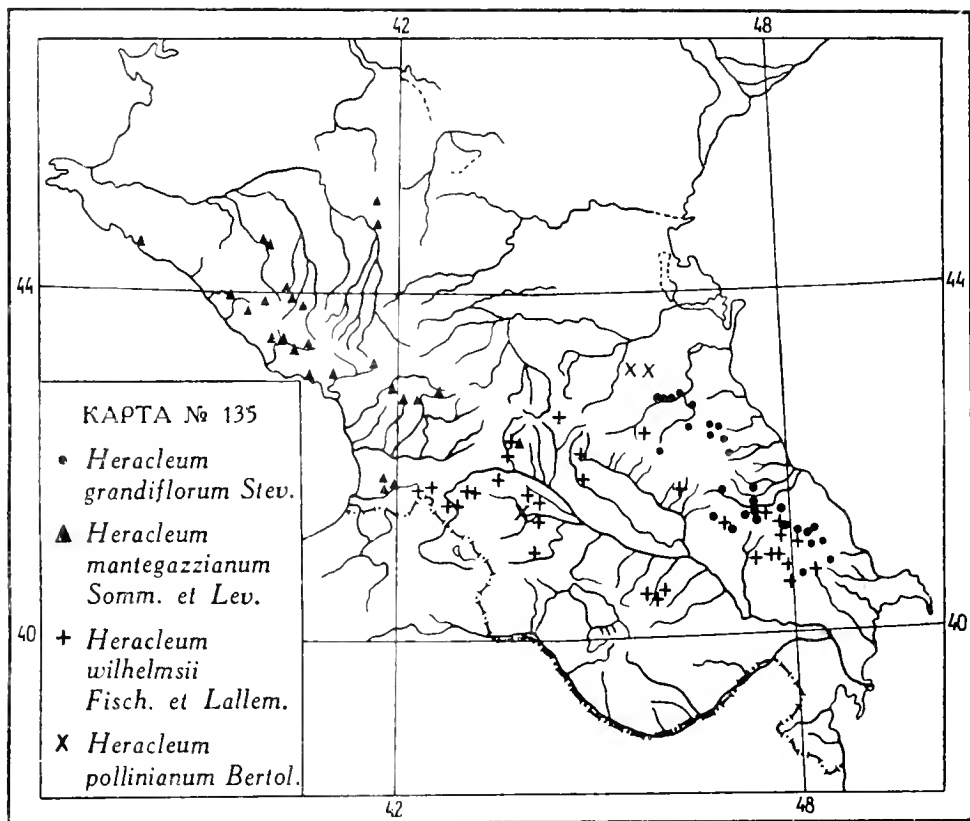 42 48
44 44
КАРТА № 135
Heracleum
grandiflorum Stev.
Heracleum
mantegazzianum
Somm. et Lev.
Heracleum
wilhelmsii
Fisch. et Lallem.
Heracleum
pollinianum Bertol.
40 40
42 48